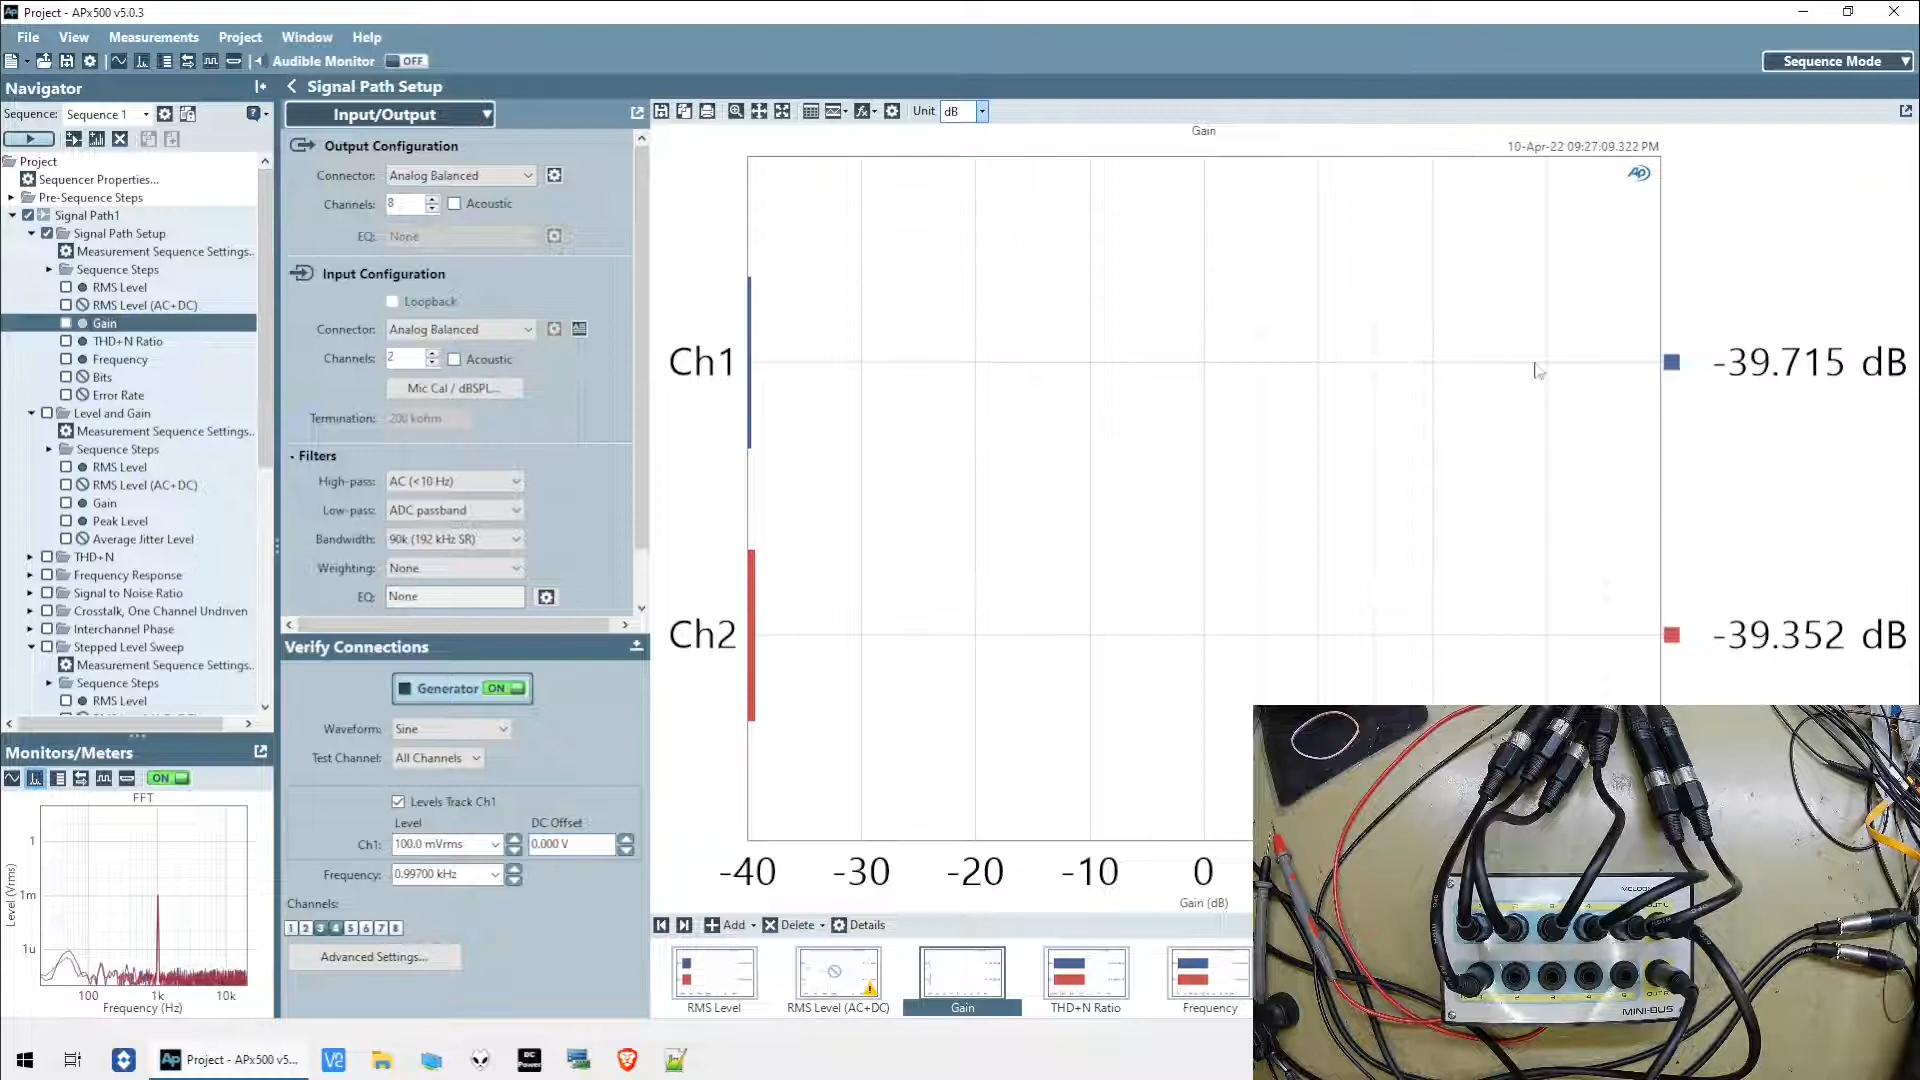 Project - APx500 v5.0.3
File View Measurements Project Window Help
Audible Monitor OFF
Sequence Mode
Navigator
Sequence: Sequence 1
Project
Sequencer Properties...
Pre-Sequence Steps
Signal Path1
Signal Path Setup
Measurement Sequence Settings...
Sequence Steps
RMS Level
RMS Level (AC+DC)
Gain
THD+N Ratio
Frequency
Bits
Error Rate
Level and Gain
Measurement Sequence Settings...
Sequence Steps
RMS Level
RMS Level (AC+DC)
Gain
Peak Level
Average Jitter Level
THD+N
Frequency Response
Signal to Noise Ratio
Crosstalk, One Channel Undriven
Interchannel Phase
Stepped Level Sweep
Measurement Sequence Settings...
Sequence Steps
RMS Level
Monitors/Meters
ON
FFT
Level (Vrms)
1
1m
1u
100 1k 10k
Frequency (Hz)
Signal Path Setup
Input/Output
Output Configuration
Connector: Analog Balanced
Channels: 8 Acoustic
EQ: None
Input Configuration
Loopback
Connector: Analog Balanced
Channels: 2 Acoustic
Mic Cal / dBSPL...
Termination: 200 kohm
Filters
High-pass: AC (<10 Hz)
Low-pass: ADC passband
Bandwidth: 90k (192 kHz SR)
Weighting: None
EQ: None
Verify Connections
Generator ON
Waveform: Sine
Test Channel: All Channels
Levels Track Ch1
Level DC Offset
Ch1: 100.0 mVrms 0.000 V
Frequency: 0.99700 kHz
Channels:
1 2 3 4 5 6 7 8
Advanced Settings...
Unit dB
Gain
10-Apr-22 09:27:09.322 PM
AP
Ch1 -39.715 dB
Ch2 -39.352 dB
-40 -30 -20 -10 0
Gain (dB)
Add Delete Details
RMS Level
RMS Level (AC+DC)
Gain
THD+N Ratio
Frequency
OUT R
MINI-BUS
Project - APx500 v5...